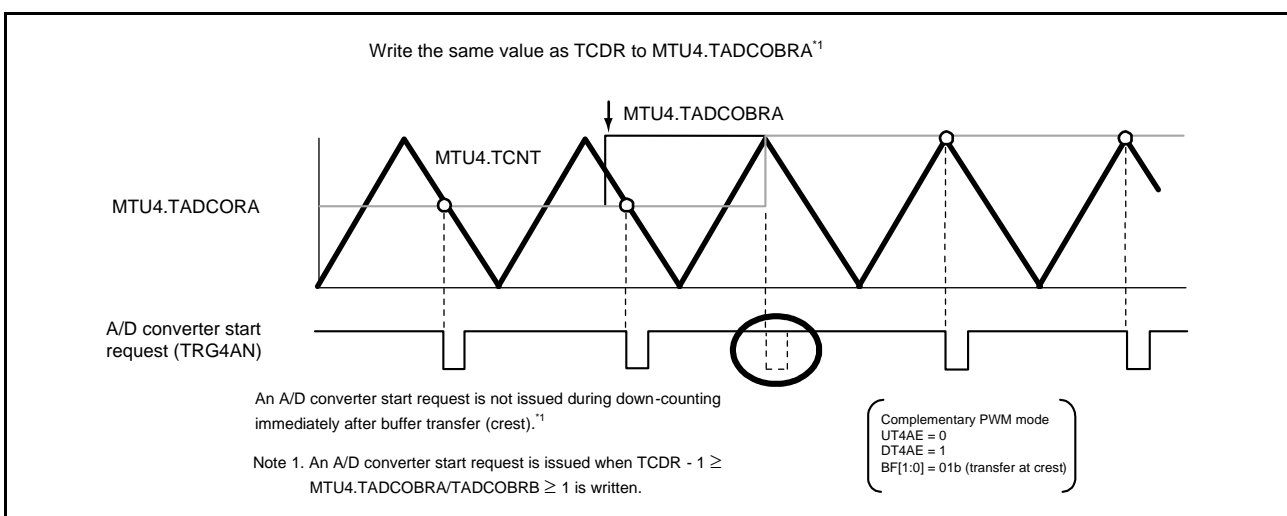 Write the same value as TCDR to MTU4.TADCOBRA*1
MTU4.TADCOBRA
MTU4.TCNT
MTU4.TADCORA
A/D converter start
request (TRG4AN)
An A/D converter start request is not issued during down-counting
immediately after buffer transfer (crest).*1
Note 1. An A/D converter start request is issued when TCDR - 1 ≥
MTU4.TADCOBRA/TADCOBRB ≥ 1 is written.
Complementary PWM mode
UT4AE = 0
DT4AE = 1
BF[1:0] = 01b (transfer at crest)